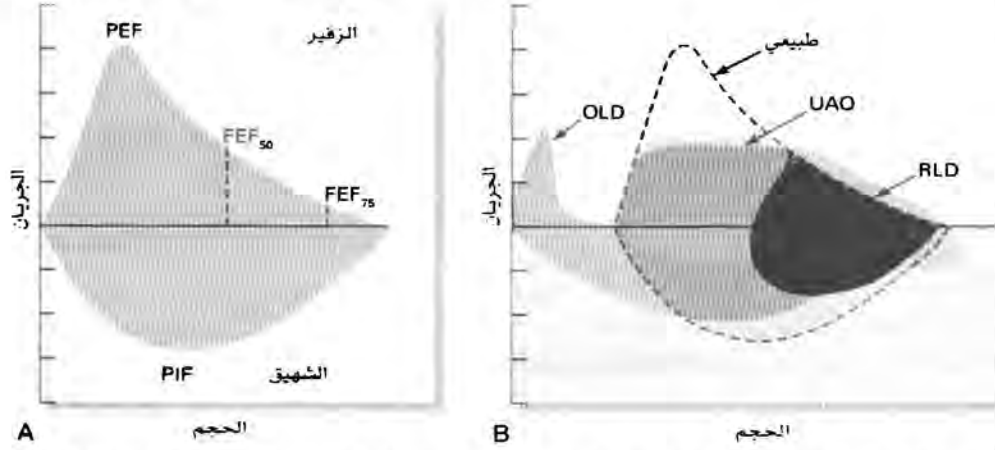 PEF
الزفير
FEF50
FEF75
الجريان
PIF
الشهيق
A
الحجم
طبيعي
OLD
UAO
RLD
الجريان
B
الحجم